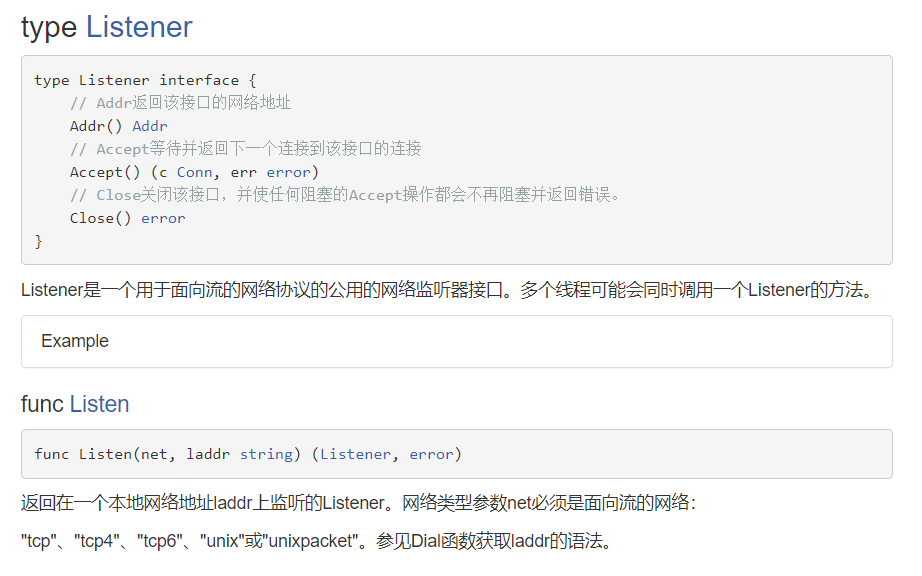 type Listener
type Listener interface {
    // Addr返回该接口的网络地址
    Addr() Addr
    // Accept等待并返回下一个连接到该接口的连接
    Accept() (c Conn, err error)
    // Close关闭该接口，并使任何阻塞的Accept操作都会不再阻塞并返回错误。
    Close() error
}
Listener是一个用于面向流的网络协议的公用的网络监听器接口。多个线程可能会同时调用一个Listener的方法。
Example
func Listen
func Listen(net, laddr string) (Listener, error)
返回在一个本地网络地址laddr上监听的Listener。网络类型参数net必须是面向流的网络：
"tcp"、"tcp4"、"tcp6"、"unix"或"unixpacket"。参见Dial函数获取laddr的语法。